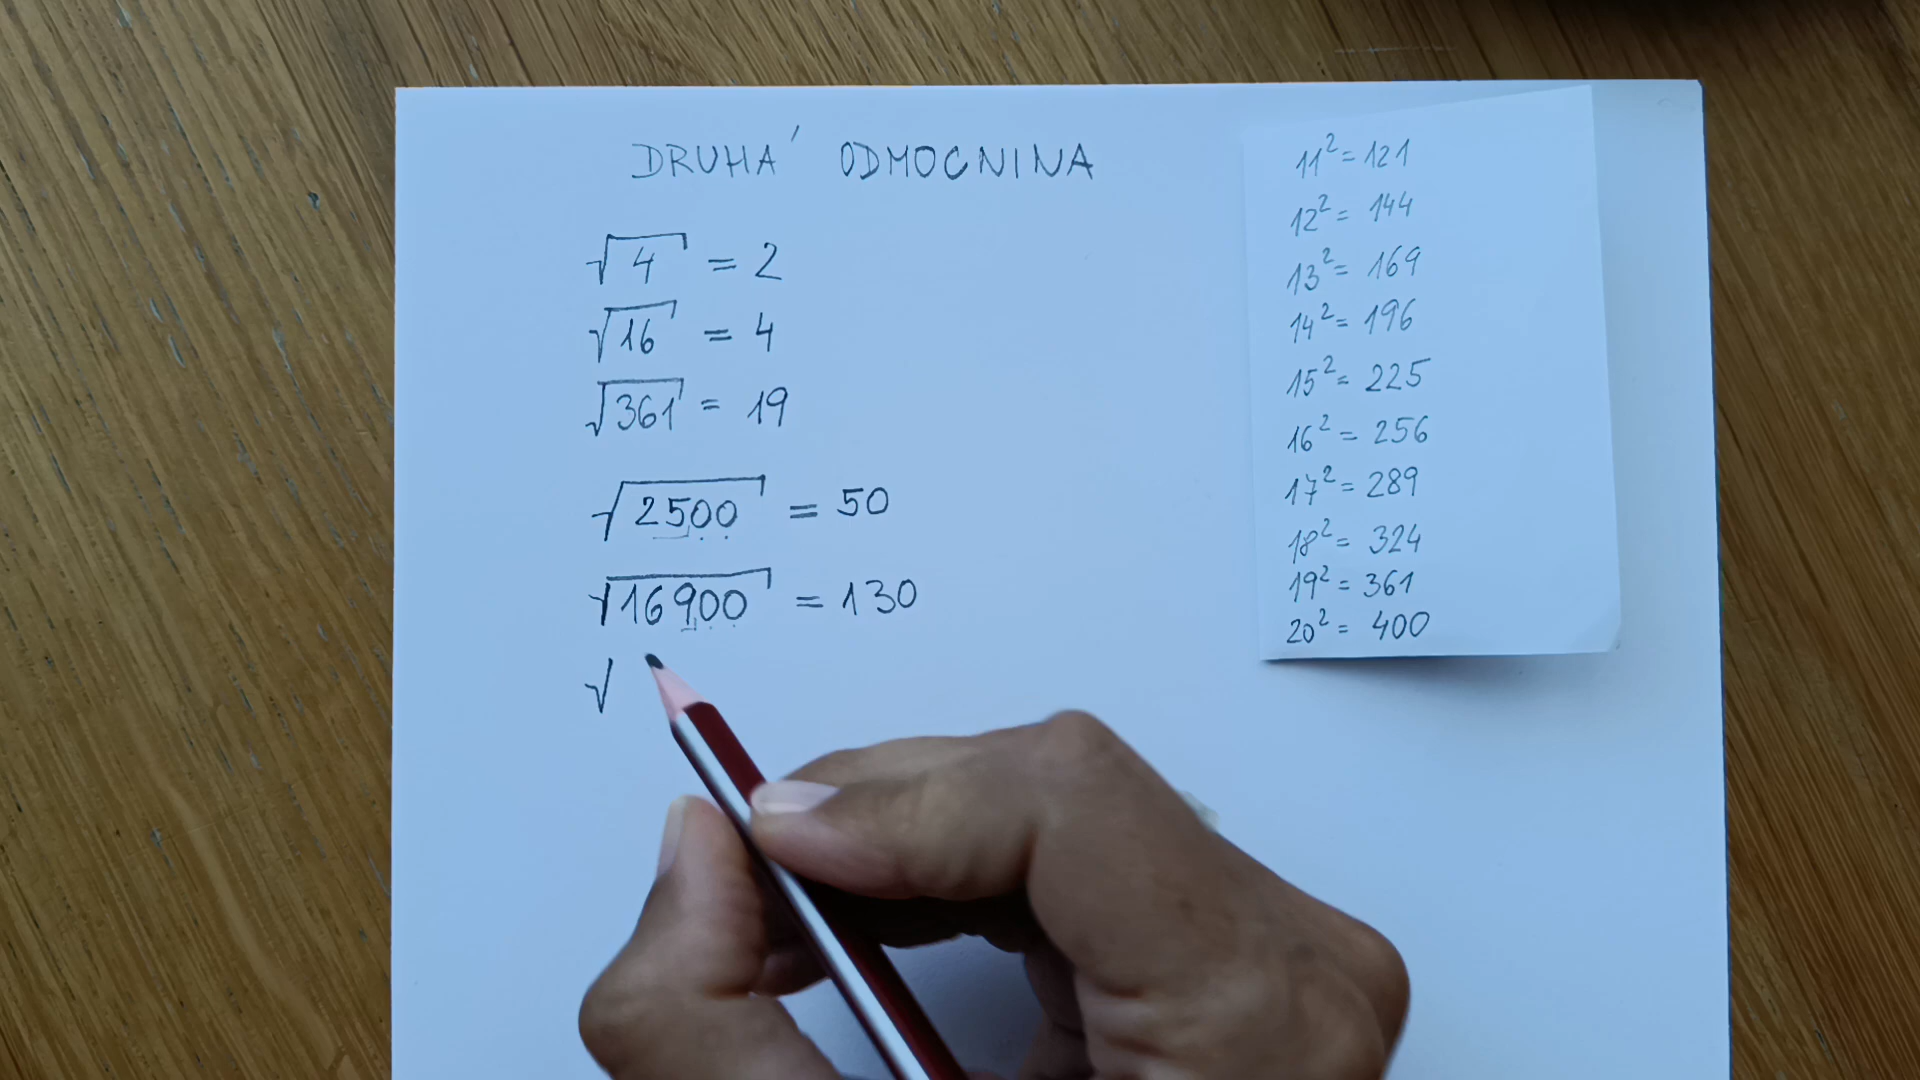 DRUHÁ ODMOCNINA
√4 = 2
√16 = 4
√361 = 19
√2500 = 50
√16900 = 130
√
11² = 121
12² = 144
13² = 169
14² = 196
15² = 225
16² = 256
17² = 289
18² = 324
19² = 361
20² = 400